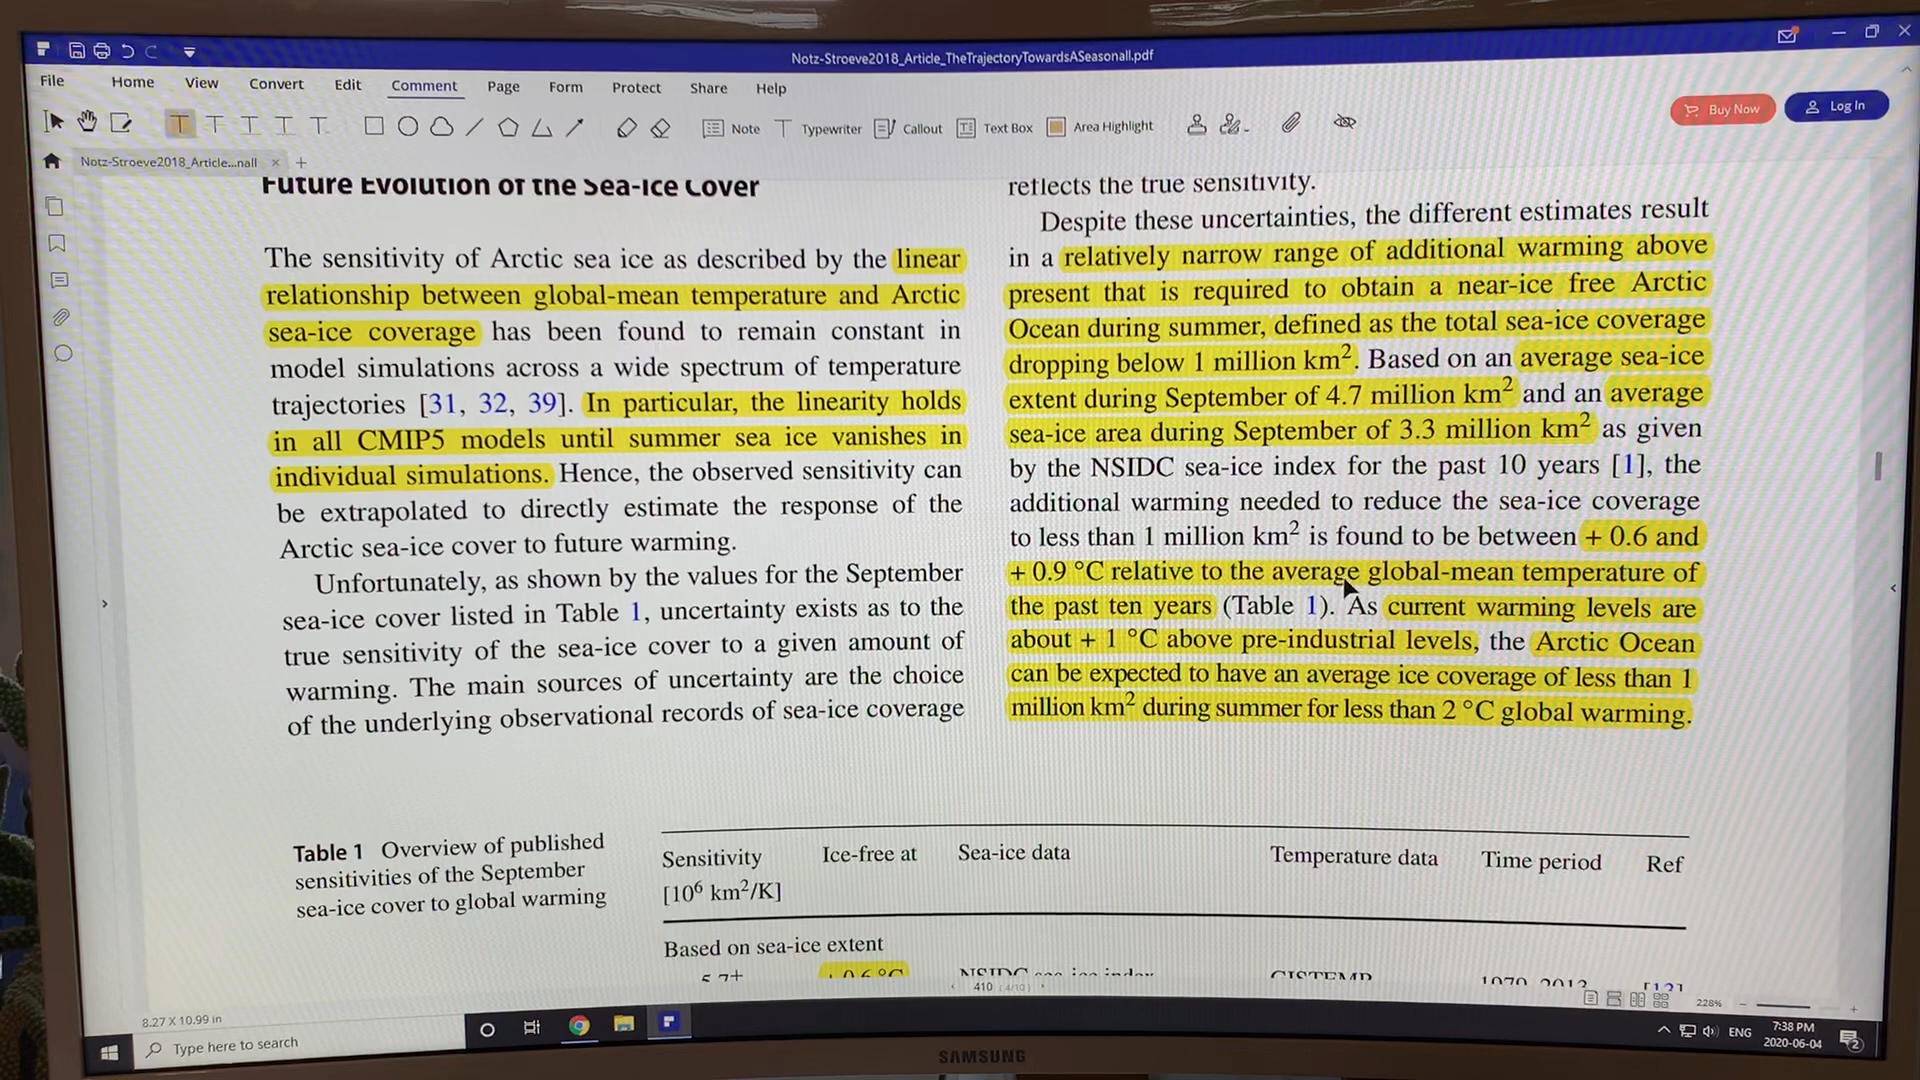 Notz-Stroeve2018_Article_TheTrajectoryTowardsASeasonall.pdf
File Home View Convert Edit Comment Page Form Protect Share Help
Buy Now
Log In
Note Typewriter Callout Text Box Area Highlight
Notz-Stroeve2018_Article...nall × +
Future Evolution of the Sea-Ice Cover
The sensitivity of Arctic sea ice as described by the linear
relationship between global-mean temperature and Arctic
sea-ice coverage has been found to remain constant in
model simulations across a wide spectrum of temperature
trajectories [31, 32, 39]. In particular, the linearity holds
in all CMIP5 models until summer sea ice vanishes in
individual simulations. Hence, the observed sensitivity can
be extrapolated to directly estimate the response of the
Arctic sea-ice cover to future warming.
Unfortunately, as shown by the values for the September
sea-ice cover listed in Table 1, uncertainty exists as to the
true sensitivity of the sea-ice cover to a given amount of
warming. The main sources of uncertainty are the choice
of the underlying observational records of sea-ice coverage
reflects the true sensitivity.
Despite these uncertainties, the different estimates result
in a relatively narrow range of additional warming above
present that is required to obtain a near-ice free Arctic
Ocean during summer, defined as the total sea-ice coverage
dropping below 1 million km². Based on an average sea-ice
extent during September of 4.7 million km² and an average
sea-ice area during September of 3.3 million km² as given
by the NSIDC sea-ice index for the past 10 years [1], the
additional warming needed to reduce the sea-ice coverage
to less than 1 million km² is found to be between + 0.6 and
+ 0.9 °C relative to the average global-mean temperature of
the past ten years (Table 1). As current warming levels are
about + 1 °C above pre-industrial levels, the Arctic Ocean
can be expected to have an average ice coverage of less than 1
million km² during summer for less than 2 °C global warming.
Table 1 Overview of published
sensitivities of the September
sea-ice cover to global warming
Sensitivity Ice-free at Sea-ice data Temperature data Time period Ref
[10⁶ km²/K]
Based on sea-ice extent
NSIDC sea-ice index GISTEMP
410 (4/10)
8.27 X 10.99 in
228%
Type here to search
ENG
7:38 PM
2020-06-04
2
SAMSUNG